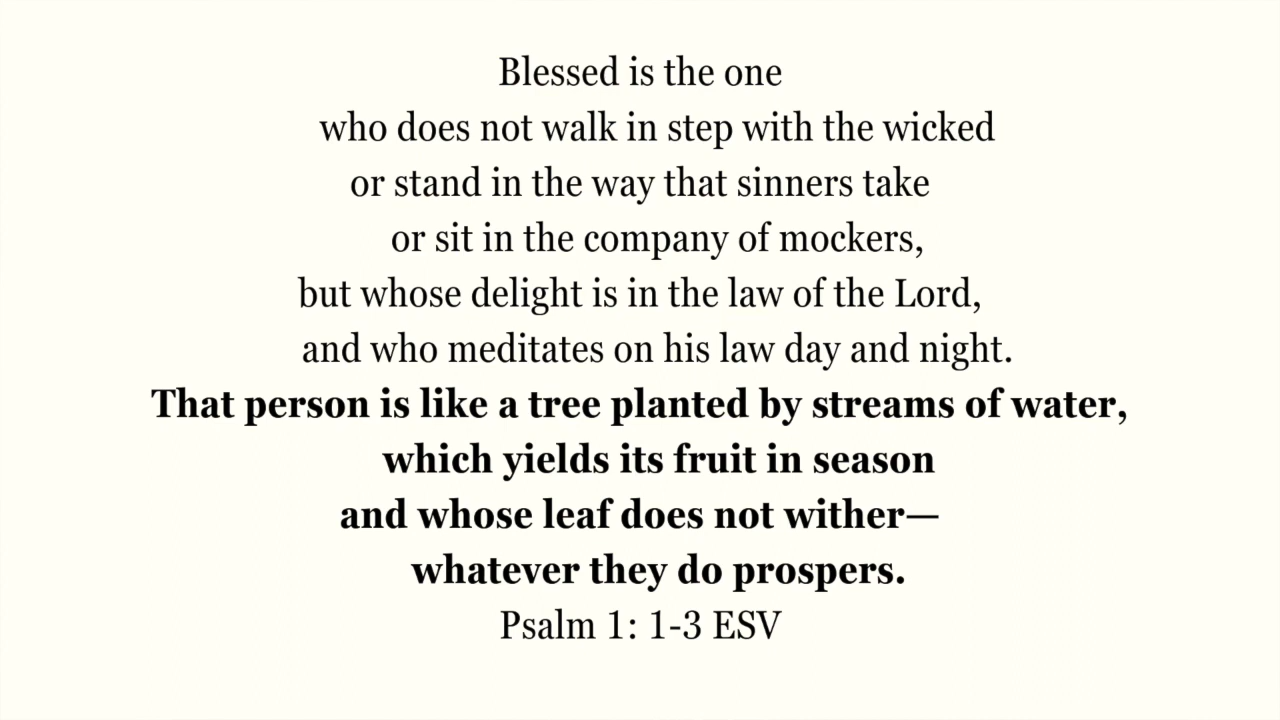 Blessed is the one
who does not walk in step with the wicked
or stand in the way that sinners take
or sit in the company of mockers,
but whose delight is in the law of the Lord,
and who meditates on his law day and night.
That person is like a tree planted by streams of water,
which yields its fruit in season
and whose leaf does not wither—
whatever they do prospers.
Psalm 1: 1-3 ESV